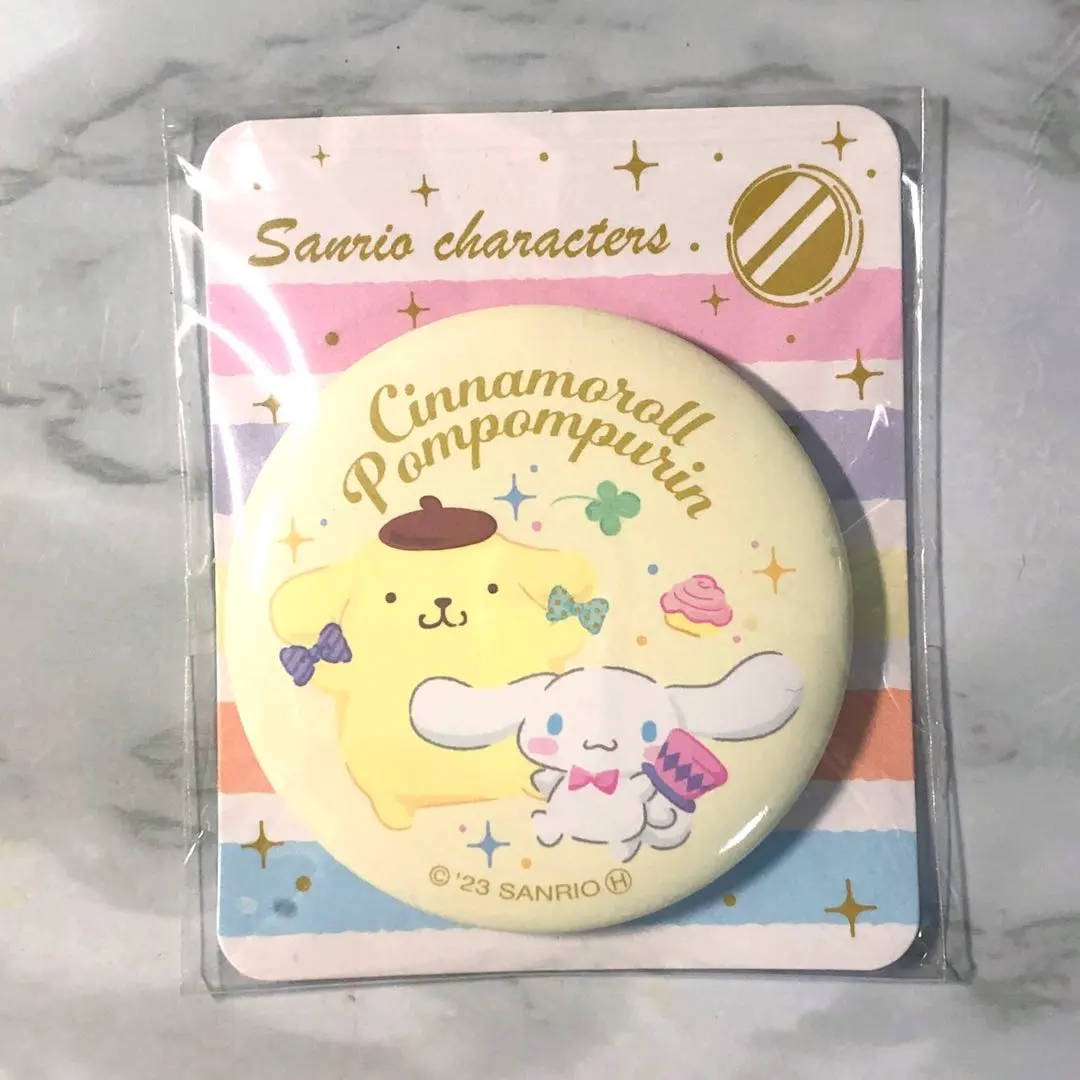 Sanrio characters.
Cinnamoroll
Pompompurin
© '23 SANRIO Ⓗ